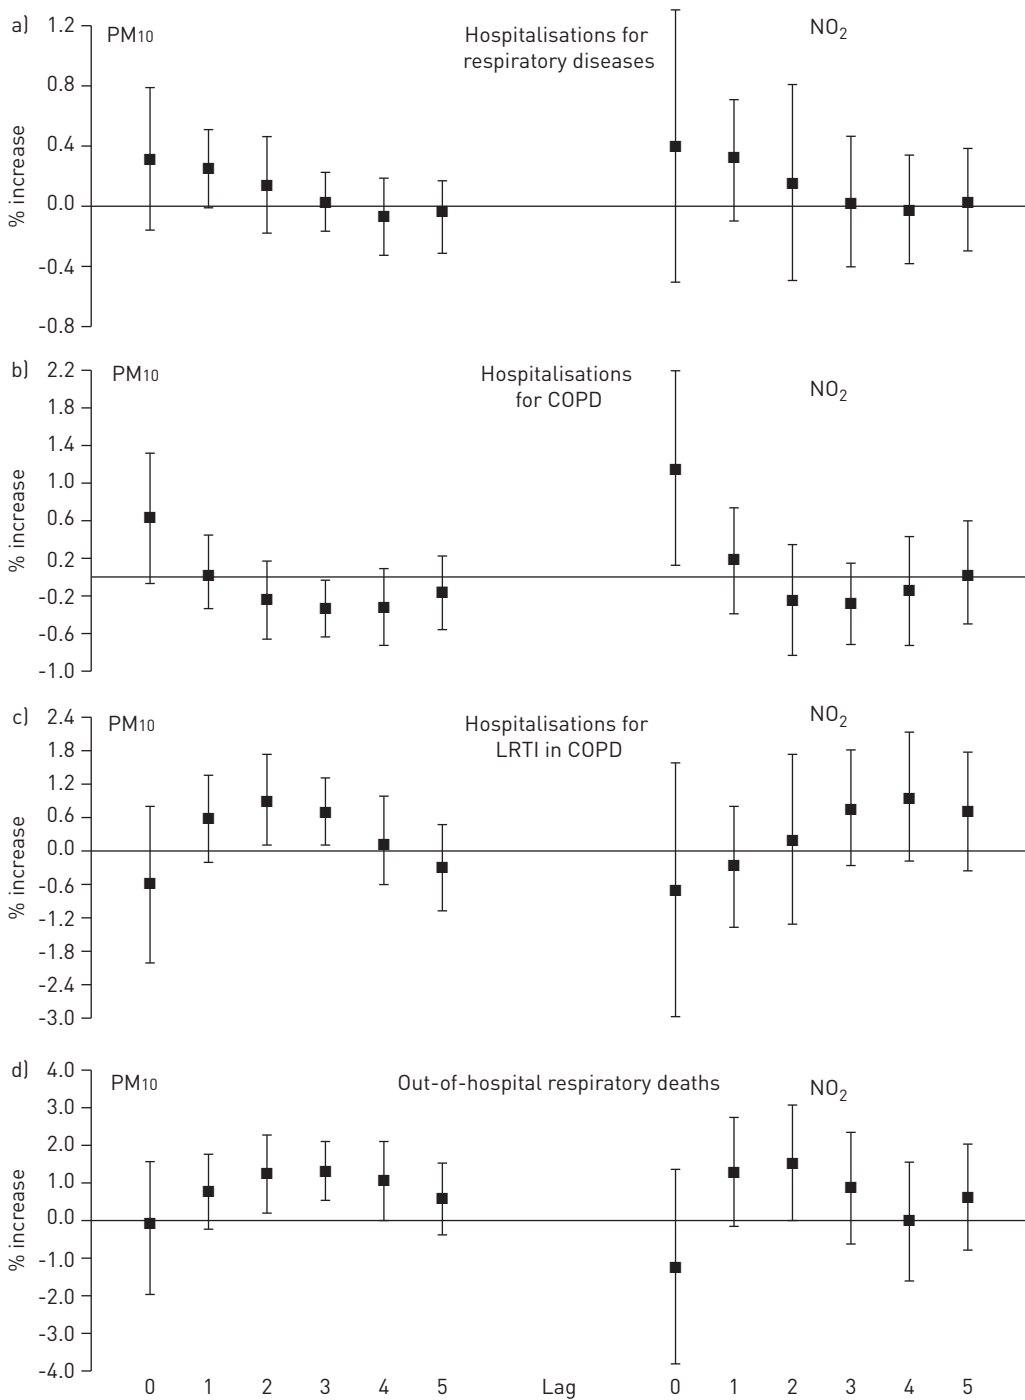 a)
PM10
Hospitalisations for
respiratory diseases
NO2
% increase
1.2
0.8
0.4
0.0
-0.4
-0.8
b)
PM10
Hospitalisations
for COPD
NO2
% increase
2.2
1.8
1.4
1.0
0.6
0.2
-0.2
-0.6
-1.0
c)
PM10
Hospitalisations for
LRTI in COPD
NO2
% increase
2.4
1.8
1.2
0.6
0.0
-0.6
-1.2
-1.8
-2.4
-3.0
d)
PM10
Out-of-hospital respiratory deaths
NO2
% increase
4.0
3.0
2.0
1.0
0.0
-1.0
-2.0
-3.0
-4.0
0 1 2 3 4 5 Lag 0 1 2 3 4 5